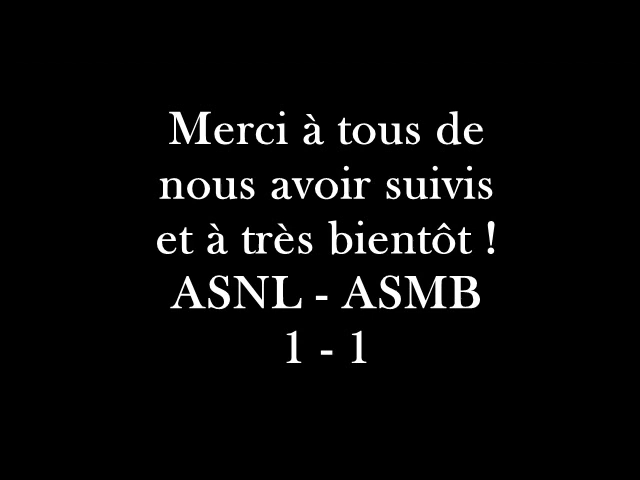 Merci à tous de
nous avoir suivis
et à très bientôt !
ASNL - ASMB
1 - 1